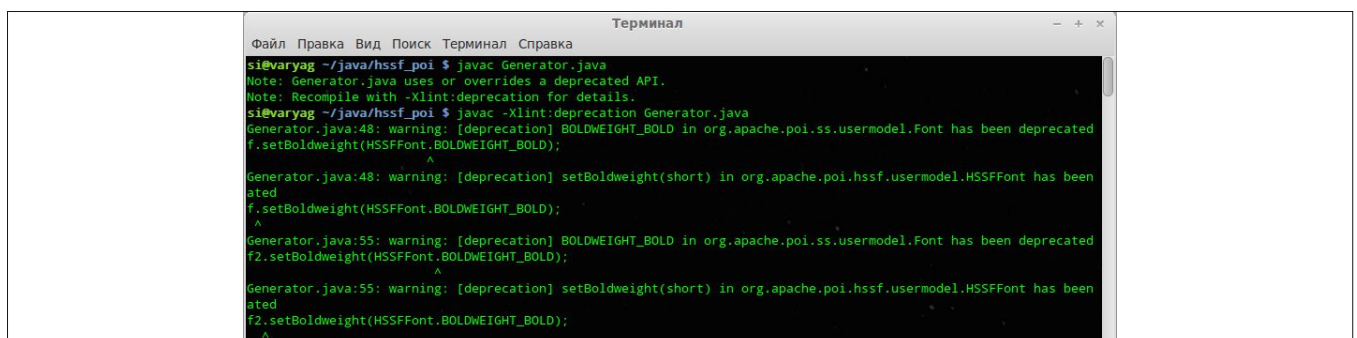 Терминал
Файл Правка Вид Поиск Терминал Справка
si@varyag ~/java/hssf_poi $ javac Generator.java
Note: Generator.java uses or overrides a deprecated API.
Note: Recompile with -Xlint:deprecation for details.
si@varyag ~/java/hssf_poi $ javac -Xlint:deprecation Generator.java
Generator.java:48: warning: [deprecation] BOLDWEIGHT_BOLD in org.apache.poi.ss.usermodel.Font has been deprecated
f.setBoldweight(HSSFFont.BOLDWEIGHT_BOLD);
^
Generator.java:48: warning: [deprecation] setBoldweight(short) in org.apache.poi.hssf.usermodel.HSSFFont has been
ated
f.setBoldweight(HSSFFont.BOLDWEIGHT_BOLD);
^
Generator.java:55: warning: [deprecation] BOLDWEIGHT_BOLD in org.apache.poi.ss.usermodel.Font has been deprecated
f2.setBoldweight(HSSFFont.BOLDWEIGHT_BOLD);
^
Generator.java:55: warning: [deprecation] setBoldweight(short) in org.apache.poi.hssf.usermodel.HSSFFont has been
ated
f2.setBoldweight(HSSFFont.BOLDWEIGHT_BOLD);
^